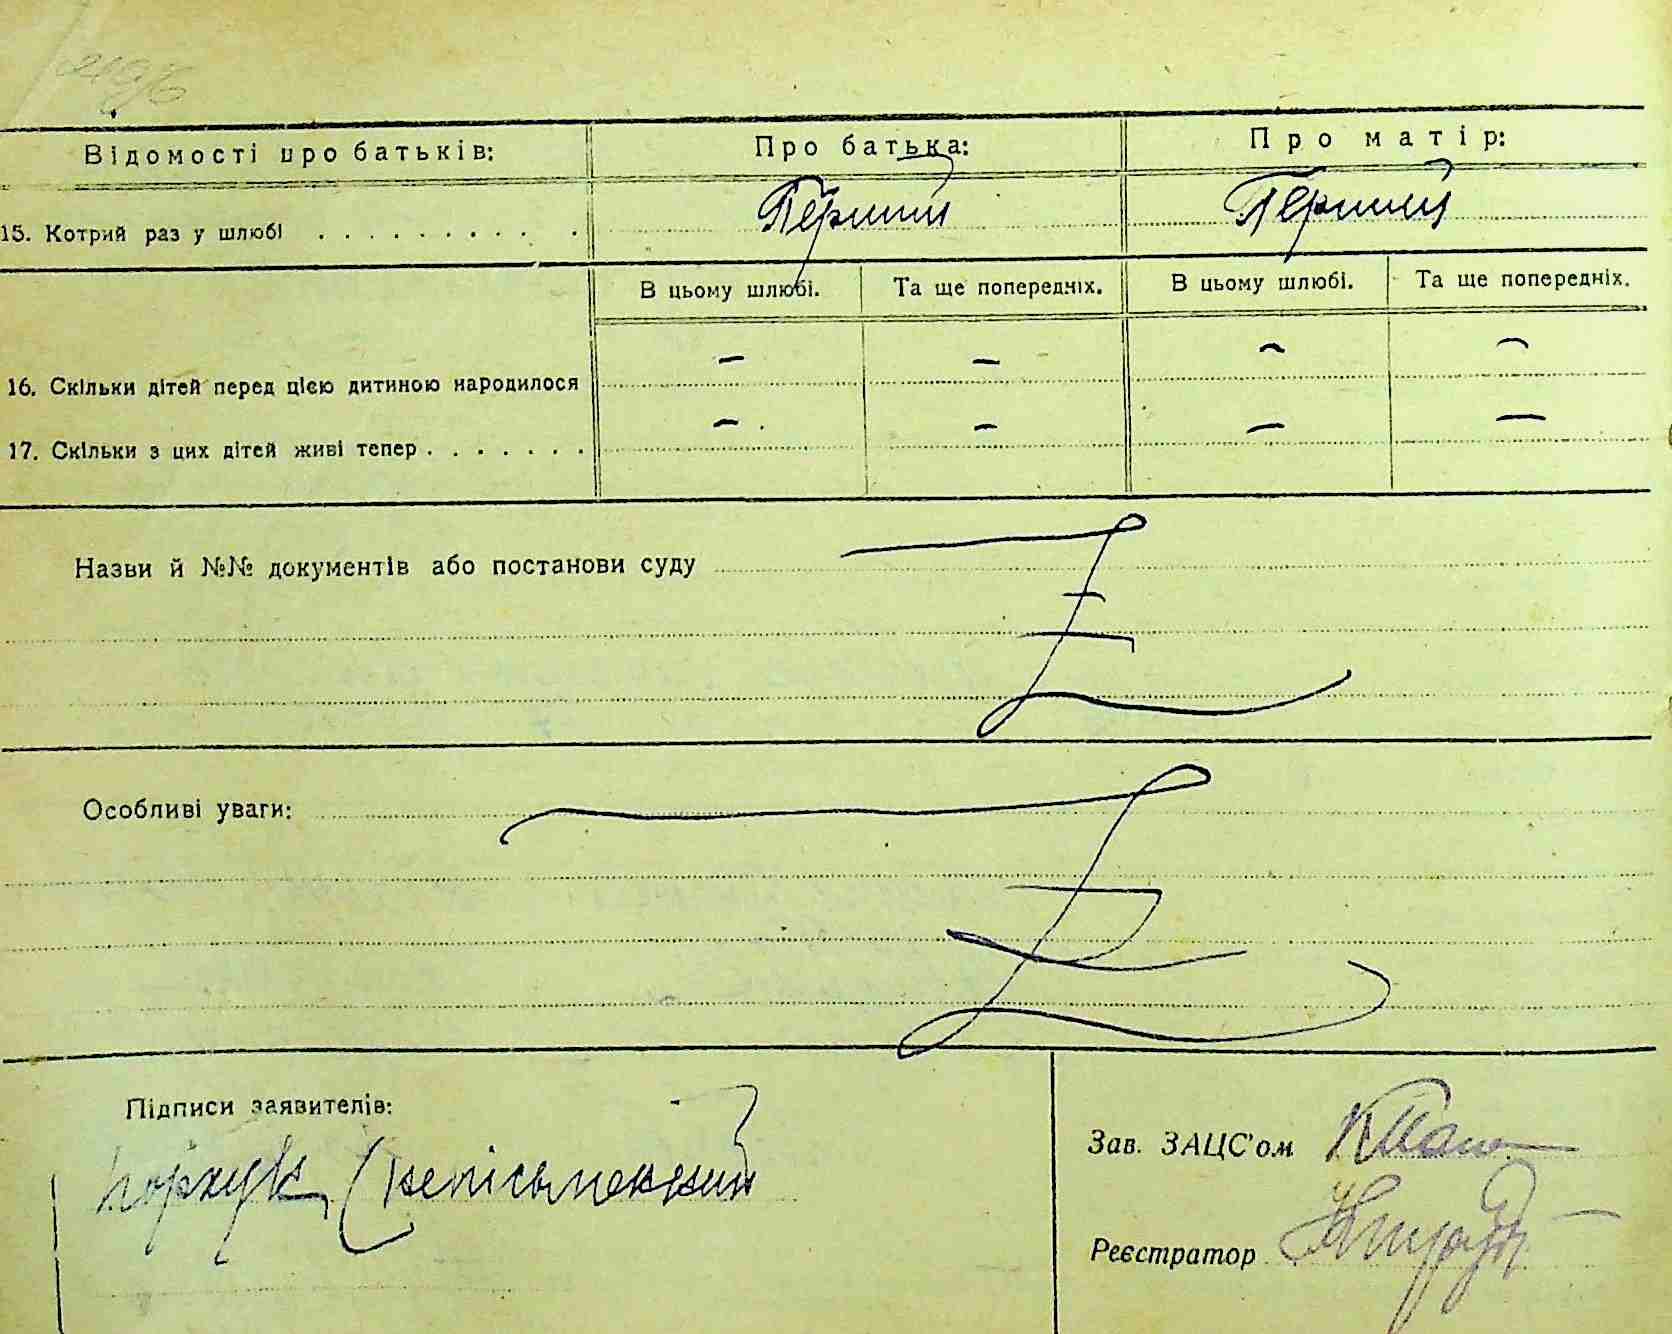 Відомості про батьків: Про батька: Про матір:
15. Котрий раз у шлюбі . . . . . . . . . . . Перший Перший
В цьому шлюбі. Та ще попередніх. В цьому шлюбі. Та ще попередніх.
16. Скільки дітей перед цією дитиною народилося — — — —
17. Скільки з цих дітей живі тепер . . . . . . . — — — —
Назви й №№ документів або постанови суду
Особливі уваги:
Підписи заявителів:
(неписьменний
Зав. ЗАЦС'ом
Реєстратор